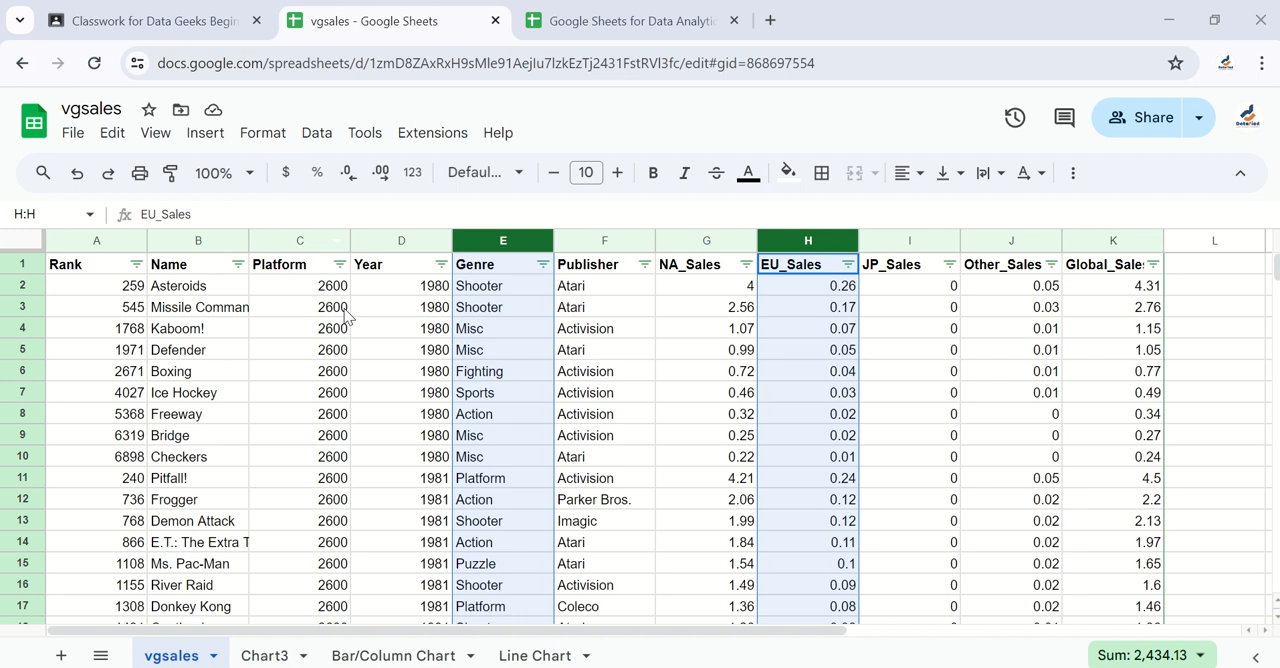 Classwork for Data Geeks Begin
vgsales - Google Sheets
Google Sheets for Data Analytic
docs.google.com/spreadsheets/d/1zmD8ZAxRxH9sMle91AejIu7lzkEzTj2431FstRVl3fc/edit#gid=868697554
vgsales
File Edit View Insert Format Data Tools Extensions Help
Share
100% $ % .0 .00 123 Defaul... 10 B I S A
H:H fx EU_Sales
A B C D E F G H I J K L
1 Rank Name Platform Year Genre Publisher NA_Sales EU_Sales JP_Sales Other_Sales Global_Sale
2 259 Asteroids 2600 1980 Shooter Atari 4 0.26 0 0.05 4.31
3 545 Missile Comman 2600 1980 Shooter Atari 2.56 0.17 0 0.03 2.76
4 1768 Kaboom! 2600 1980 Misc Activision 1.07 0.07 0 0.01 1.15
5 1971 Defender 2600 1980 Misc Atari 0.99 0.05 0 0.01 1.05
6 2671 Boxing 2600 1980 Fighting Activision 0.72 0.04 0 0.01 0.77
7 4027 Ice Hockey 2600 1980 Sports Activision 0.46 0.03 0 0.01 0.49
8 5368 Freeway 2600 1980 Action Activision 0.32 0.02 0 0 0.34
9 6319 Bridge 2600 1980 Misc Activision 0.25 0.02 0 0 0.27
10 6898 Checkers 2600 1980 Misc Atari 0.22 0.01 0 0 0.24
11 240 Pitfall! 2600 1981 Platform Activision 4.21 0.24 0 0.05 4.5
12 736 Frogger 2600 1981 Action Parker Bros. 2.06 0.12 0 0.02 2.2
13 768 Demon Attack 2600 1981 Shooter Imagic 1.99 0.12 0 0.02 2.13
14 866 E.T.: The Extra T 2600 1981 Action Atari 1.84 0.11 0 0.02 1.97
15 1108 Ms. Pac-Man 2600 1981 Puzzle Atari 1.54 0.1 0 0.02 1.65
16 1155 River Raid 2600 1981 Shooter Activision 1.49 0.09 0 0.02 1.6
17 1308 Donkey Kong 2600 1981 Platform Coleco 1.36 0.08 0 0.02 1.46
vgsales Chart3 Bar/Column Chart Line Chart Sum: 2,434.13